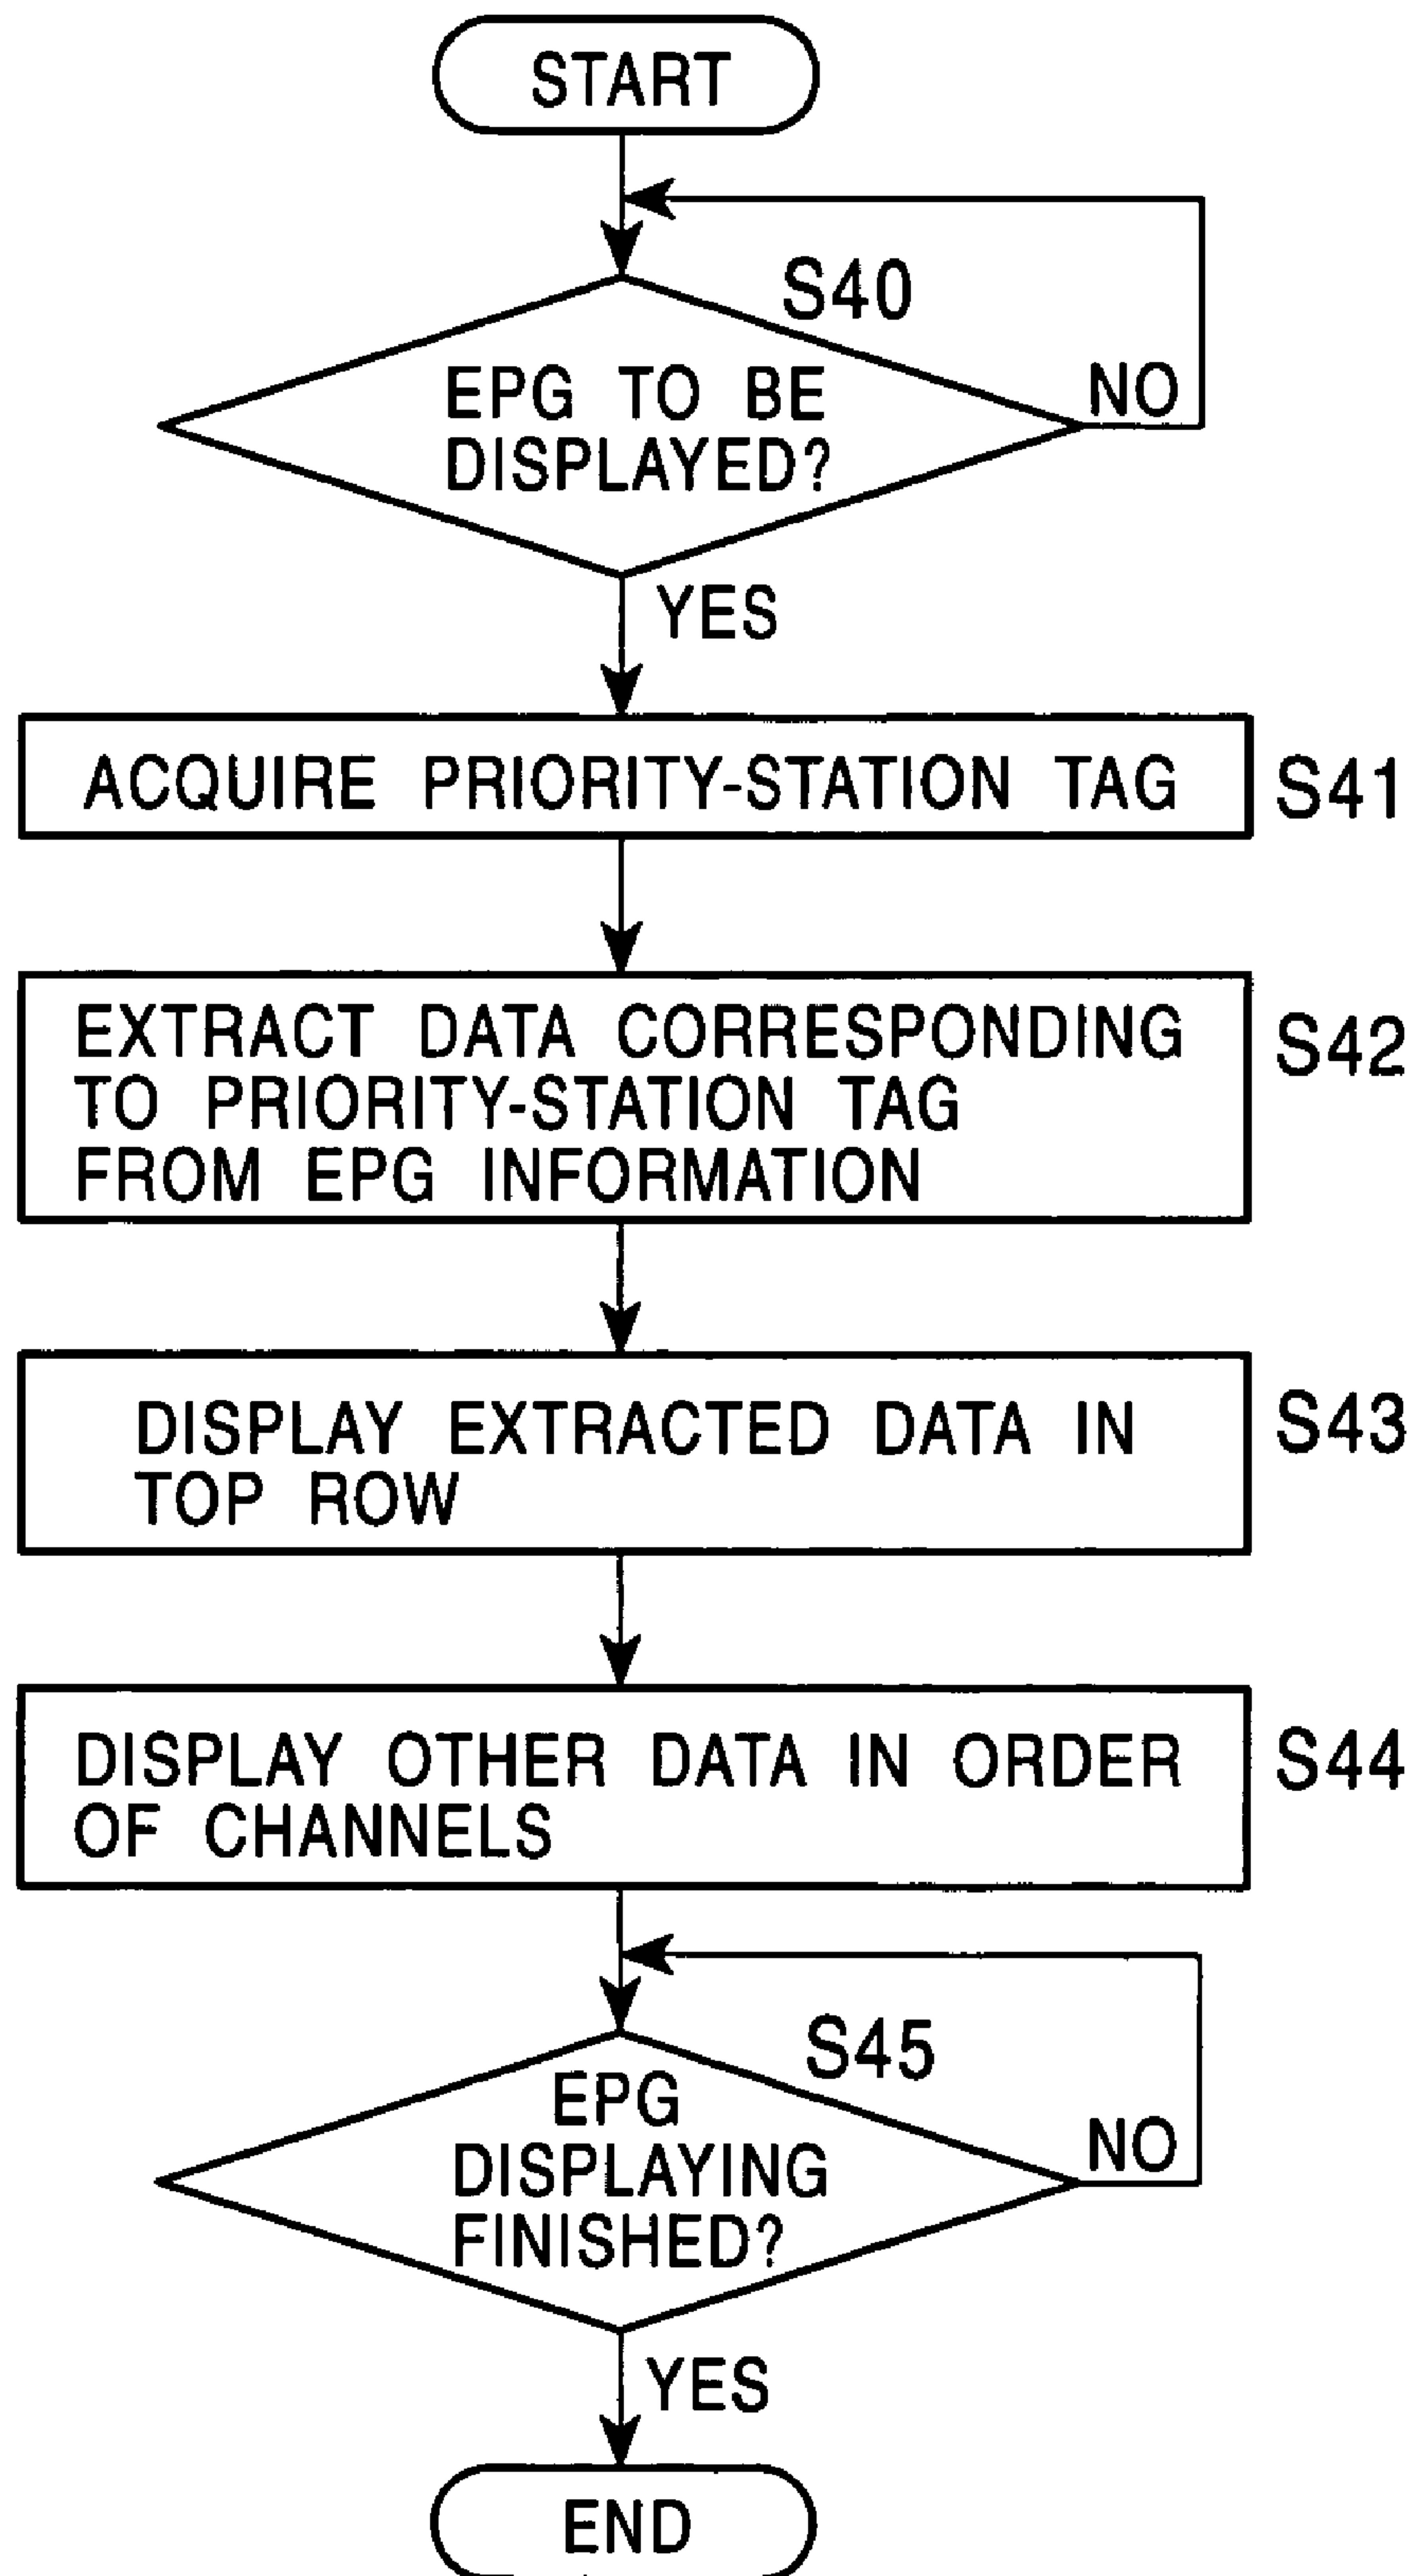 START
S40
EPG TO BE
DISPLAYED?
NO
YES
ACQUIRE PRIORITY-STATION TAG
S41
EXTRACT DATA CORRESPONDING
TO PRIORITY-STATION TAG
FROM EPG INFORMATION
S42
DISPLAY EXTRACTED DATA IN
TOP ROW
S43
DISPLAY OTHER DATA IN ORDER
OF CHANNELS
S44
S45
EPG
DISPLAYING
FINISHED?
NO
YES
END